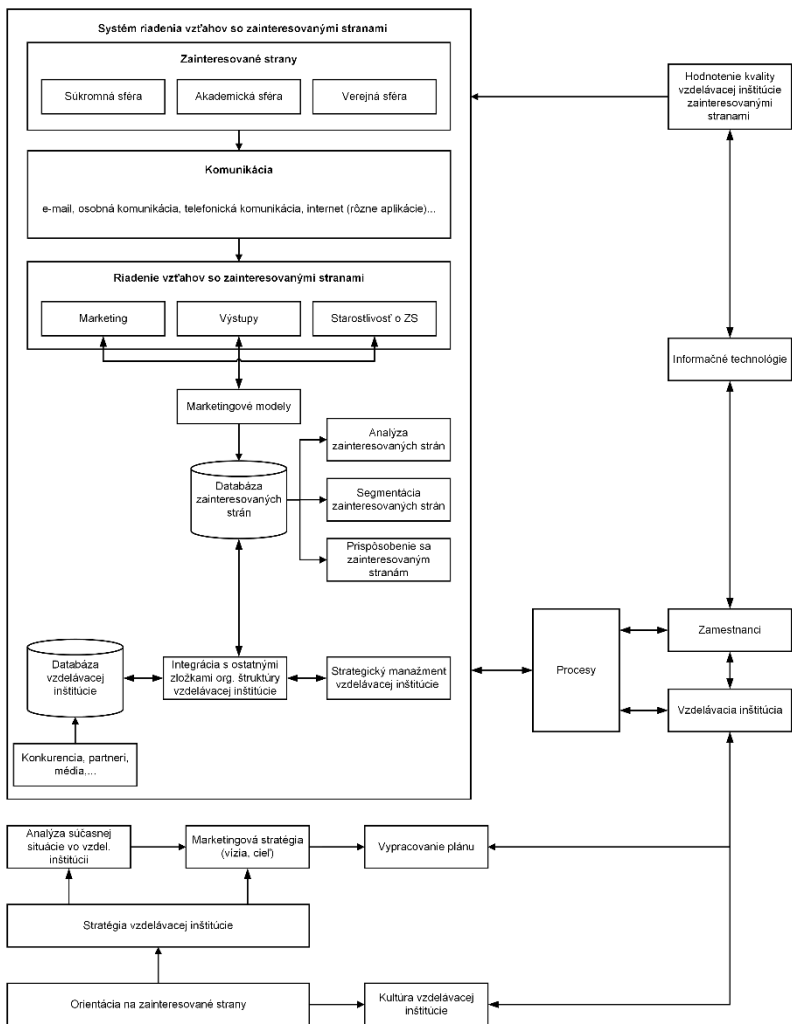 Systém riadenia vzťahov so zainteresovanými stranami
Zainteresované strany
Súkromná sféra
Akademická sféra
Verejná sféra
Hodnotenie kvality
vzdelávacej inštitúcie
zainteresovanými
stranami
Komunikácia
e-mail, osobná komunikácia, telefonická komunikácia, internet (rôzne aplikácie)...
Riadenie vzťahov so zainteresovanými stranami
Marketing
Výstupy
Starostlivosť o ZS
Informačné technológie
Marketingové modely
Analýza
zainteresovaných strán
Databáza
zainteresovaných
strán
Segmentácia
zainteresovaných strán
Prispôsobenie sa
zainteresovaným
stranám
Databáza
vzdelávacej
inštitúcie
Integrácia s ostatnými
zložkami org. štruktúry
vzdelávacej inštitúcie
Strategický manažment
vzdelávacej inštitúcie
Procesy
Zamestnanci
Vzdelávacia inštitúcia
Konkurencia, partneri,
média,...
Analýza súčasnej
situácie vo vzdel.
inštitúcii
Marketingová stratégia
(vízia, cieľ)
Vypracovanie plánu
Stratégia vzdelávacej inštitúcie
Orientácia na zainteresované strany
Kultúra vzdelávacej
inštitúcie